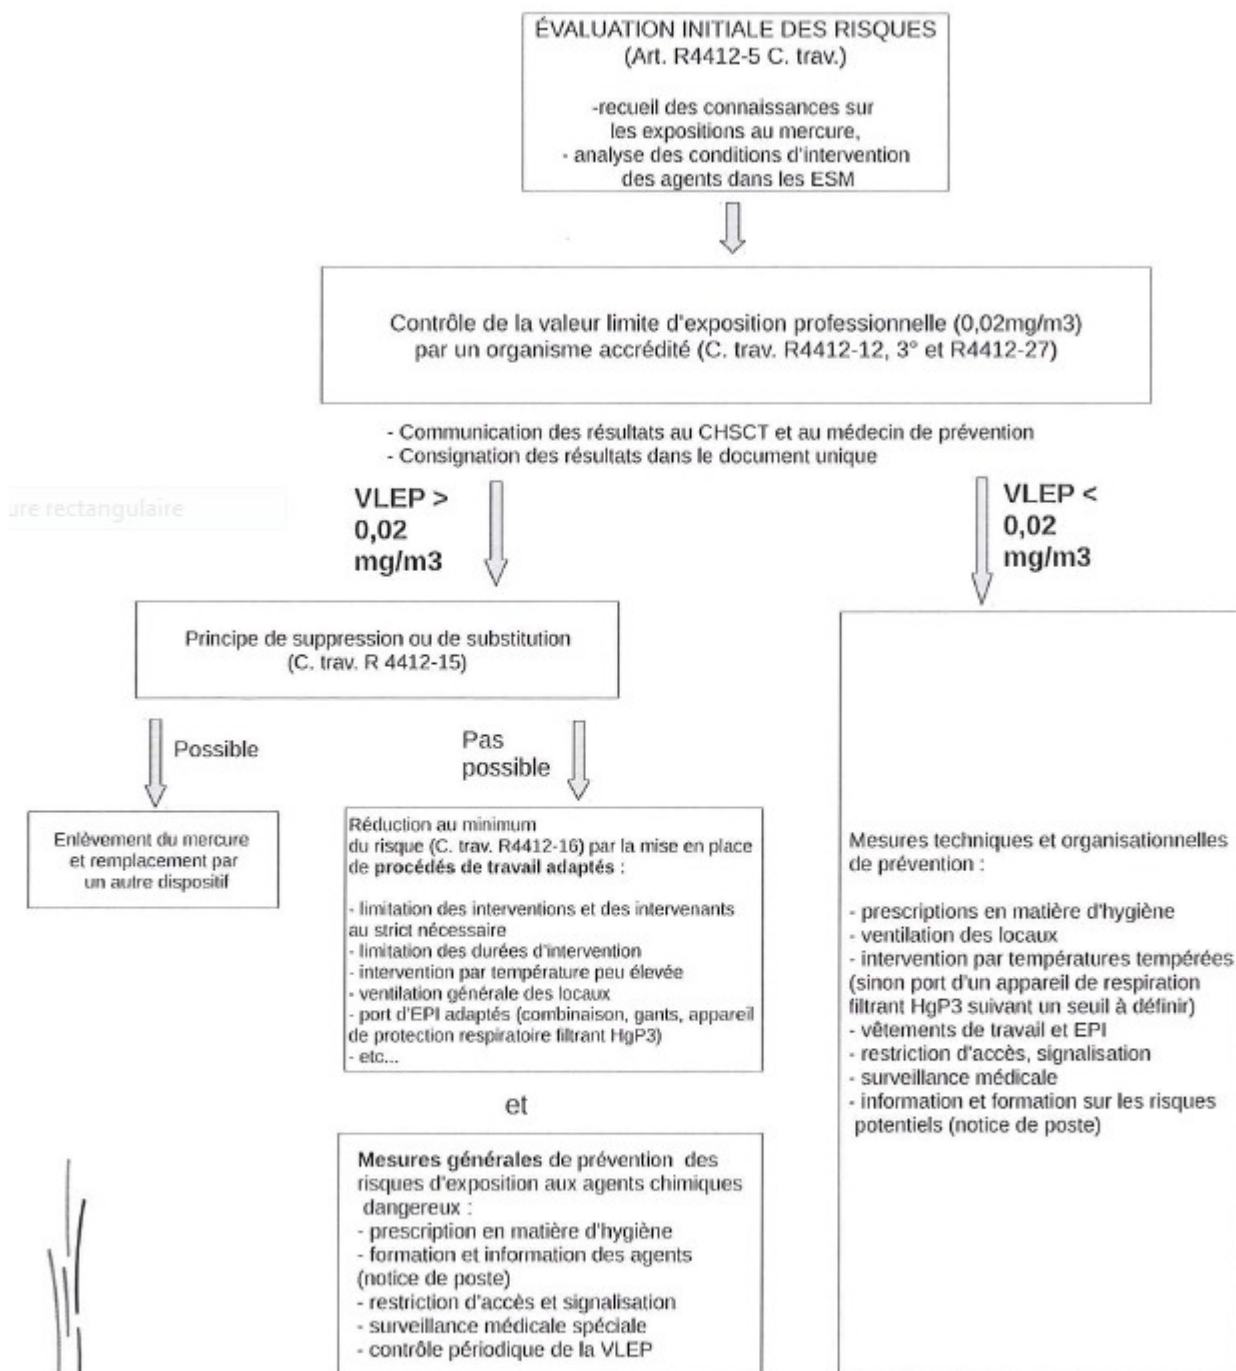 ÉVALUATION INITIALE DES RISQUES
(Art. R4412-5 C. trav.)
-recueil des connaissances sur
les expositions au mercure,
- analyse des conditions d'intervention
des agents dans les ESM
Contrôle de la valeur limite d'exposition professionnelle (0,02mg/m3)
par un organisme accrédité (C. trav. R4412-12, 3° et R4412-27)
- Communication des résultats au CHSCT et au médecin de prévention
- Consignation des résultats dans le document unique
ure rectangulaire
VLEP >
0,02
mg/m3
VLEP <
0,02
mg/m3
Principe de suppression ou de substitution
(C. trav. R 4412-15)
Possible
Pas
possible
Enlèvement du mercure
et remplacement par
un autre dispositif
Réduction au minimum
du risque (C. trav. R4412-16) par la mise en place
de procédés de travail adaptés :
- limitation des interventions et des intervenants
au strict nécessaire
- limitation des durées d'intervention
- intervention par température peu élevée
- ventilation générale des locaux
- port d'EPI adaptés (combinaison, gants, appareil
de protection respiratoire filtrant HgP3)
- etc...
et
Mesures générales de prévention des
risques d'exposition aux agents chimiques
dangereux :
- prescription en matière d'hygiène
- formation et information des agents
(notice de poste)
- restriction d'accès et signalisation
- surveillance médicale spéciale
- contrôle périodique de la VLEP
Mesures techniques et organisationnelles
de prévention :
- prescriptions en matière d'hygiène
- ventilation des locaux
- intervention par températures tempérées
(sinon port d'un appareil de respiration
filtrant HgP3 suivant un seuil à définir)
- vêtements de travail et EPI
- restriction d'accès, signalisation
- surveillance médicale
- information et formation sur les risques
potentiels (notice de poste)